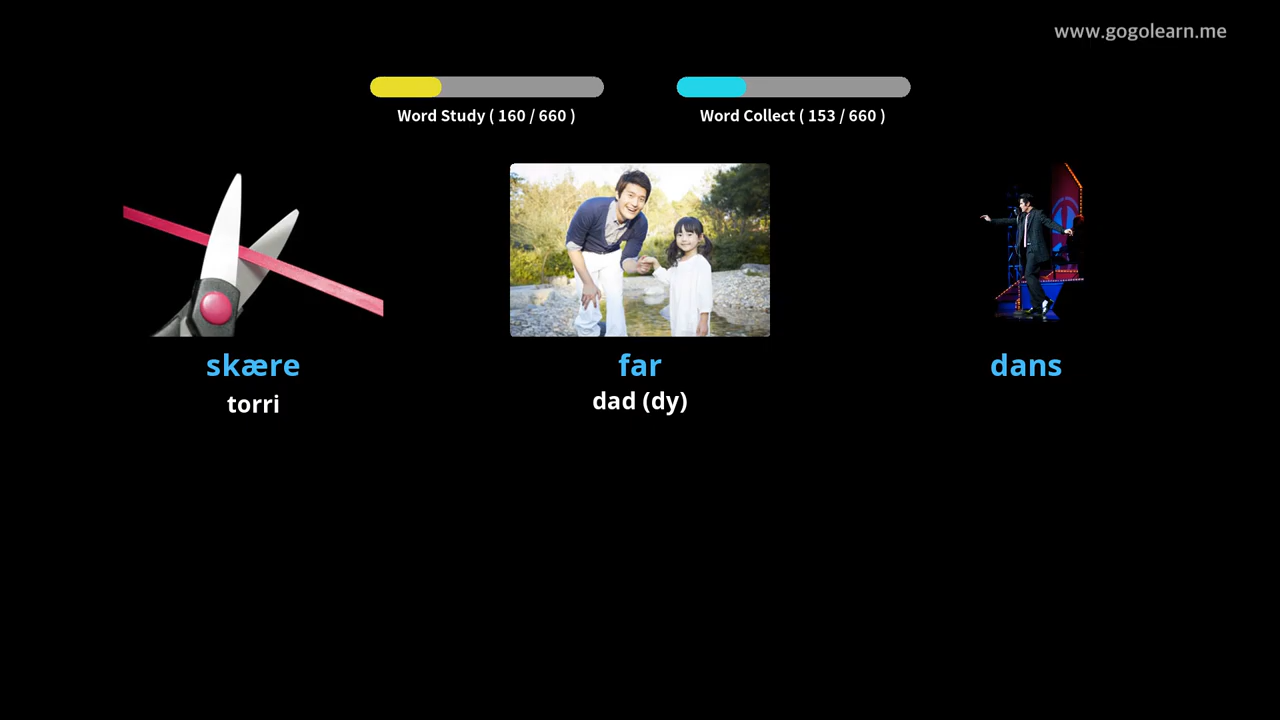 www.gogolearn.me
Word Study ( 160 / 660 )
Word Collect ( 153 / 660 )
skære
far
dans
torri
dad (dy)